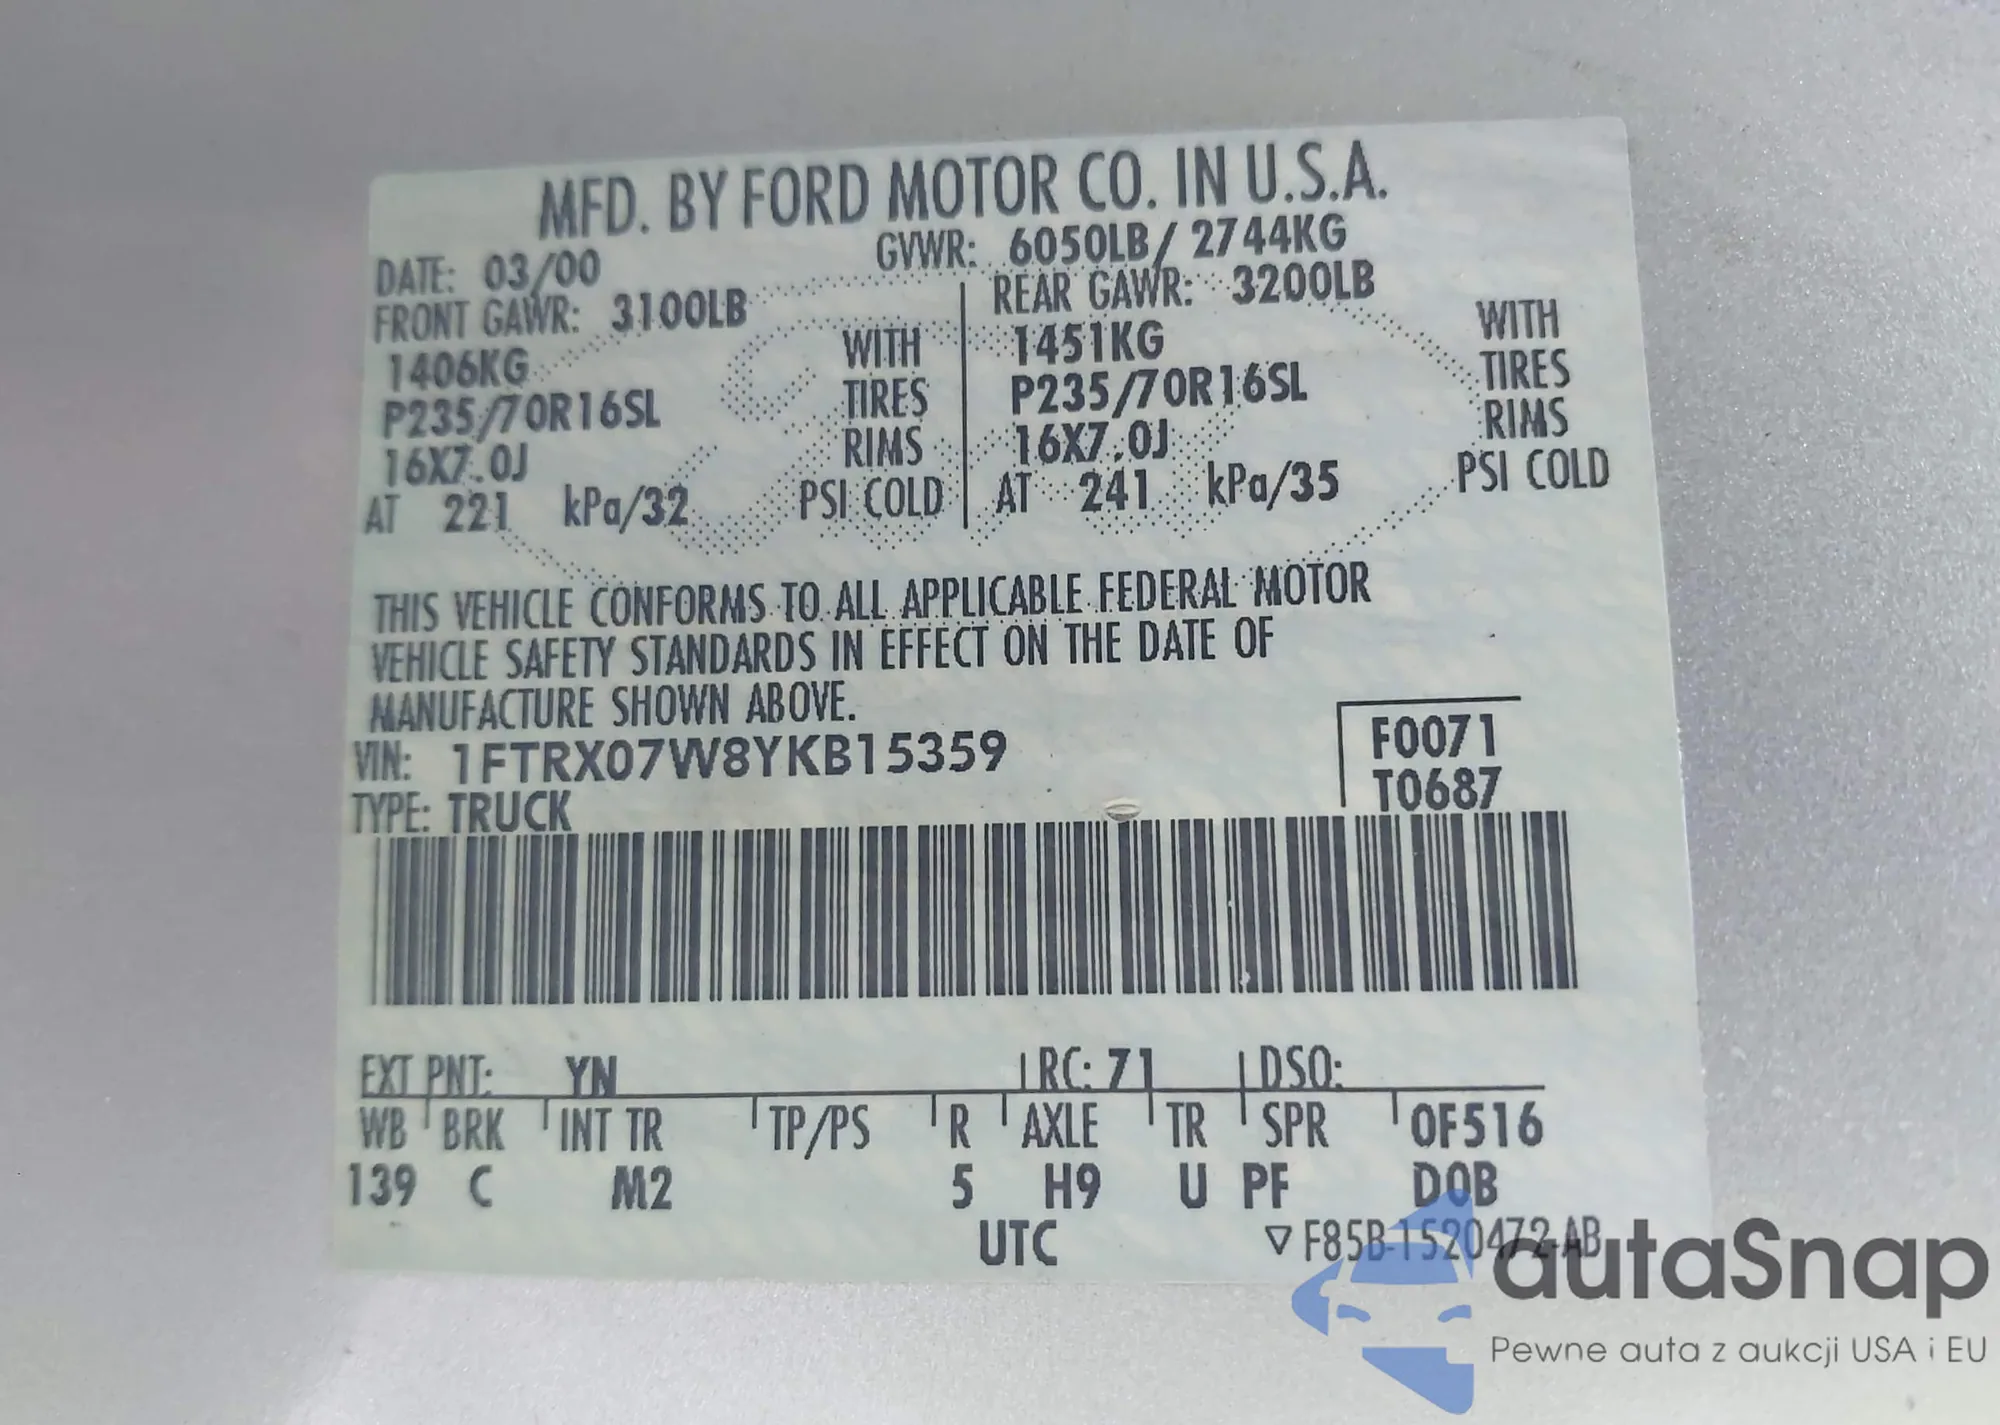 MFD. BY FORD MOTOR CO. IN U.S.A.
DATE: 03/00 GVWR: 6050LB/ 2744KG
FRONT GAWR: 3100LB REAR GAWR: 3200LB
1406KG WITH 1451KG WITH
P235/70R16SL TIRES P235/70R16SL TIRES
16X7.0J RIMS 16X7.0J RIMS
AT 221 kPa/32 PSI COLD AT 241 kPa/35 PSI COLD
THIS VEHICLE CONFORMS TO ALL APPLICABLE FEDERAL MOTOR
VEHICLE SAFETY STANDARDS IN EFFECT ON THE DATE OF
MANUFACTURE SHOWN ABOVE.
VIN: 1FTRX07W8YKB15359 F0071
TYPE: TRUCK T0687
EXT PNT: YN RC: 71 DSO:
WB BRK INT TR TP/PS R AXLE TR SPR 0F516
139 C M2 5 H9 U PF D0B
UTC ▽ F85B-1520472-AB
autaSnap
Pewne auta z aukcji USA i EU